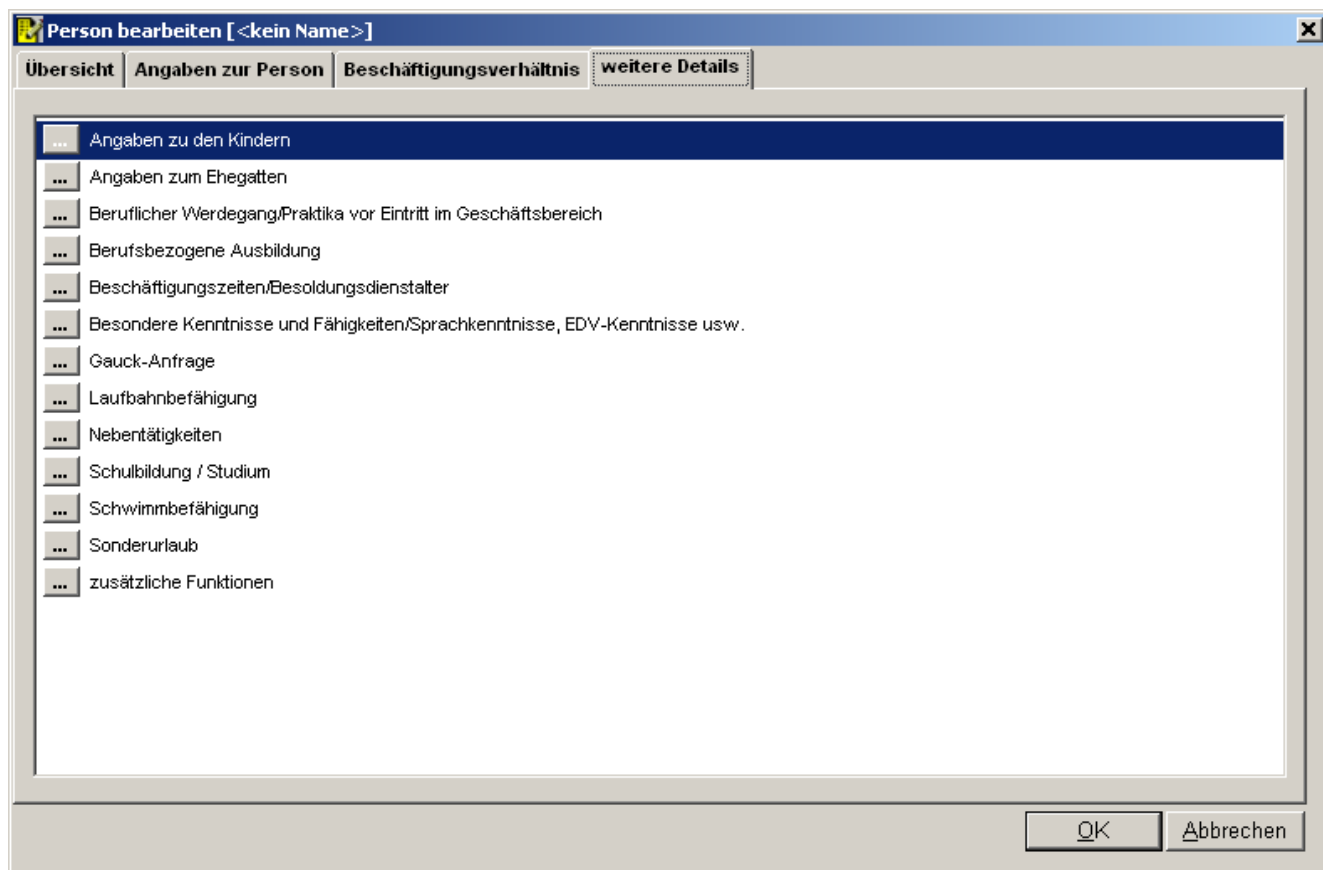 Person bearbeiten [<kein Name>]
Übersicht Angaben zur Person Beschäftigungsverhältnis weitere Details
... Angaben zu den Kindern
... Angaben zum Ehegatten
... Beruflicher Werdegang/Praktika vor Eintritt im Geschäftsbereich
... Berufsbezogene Ausbildung
... Beschäftigungszeiten/Besoldungsdienstalter
... Besondere Kenntnisse und Fähigkeiten/Sprachkenntnisse, EDV-Kenntnisse usw.
... Gauck-Anfrage
... Laufbahnbefähigung
... Nebentätigkeiten
... Schulbildung / Studium
... Schwimmbefähigung
... Sonderurlaub
... zusätzliche Funktionen
OK Abbrechen